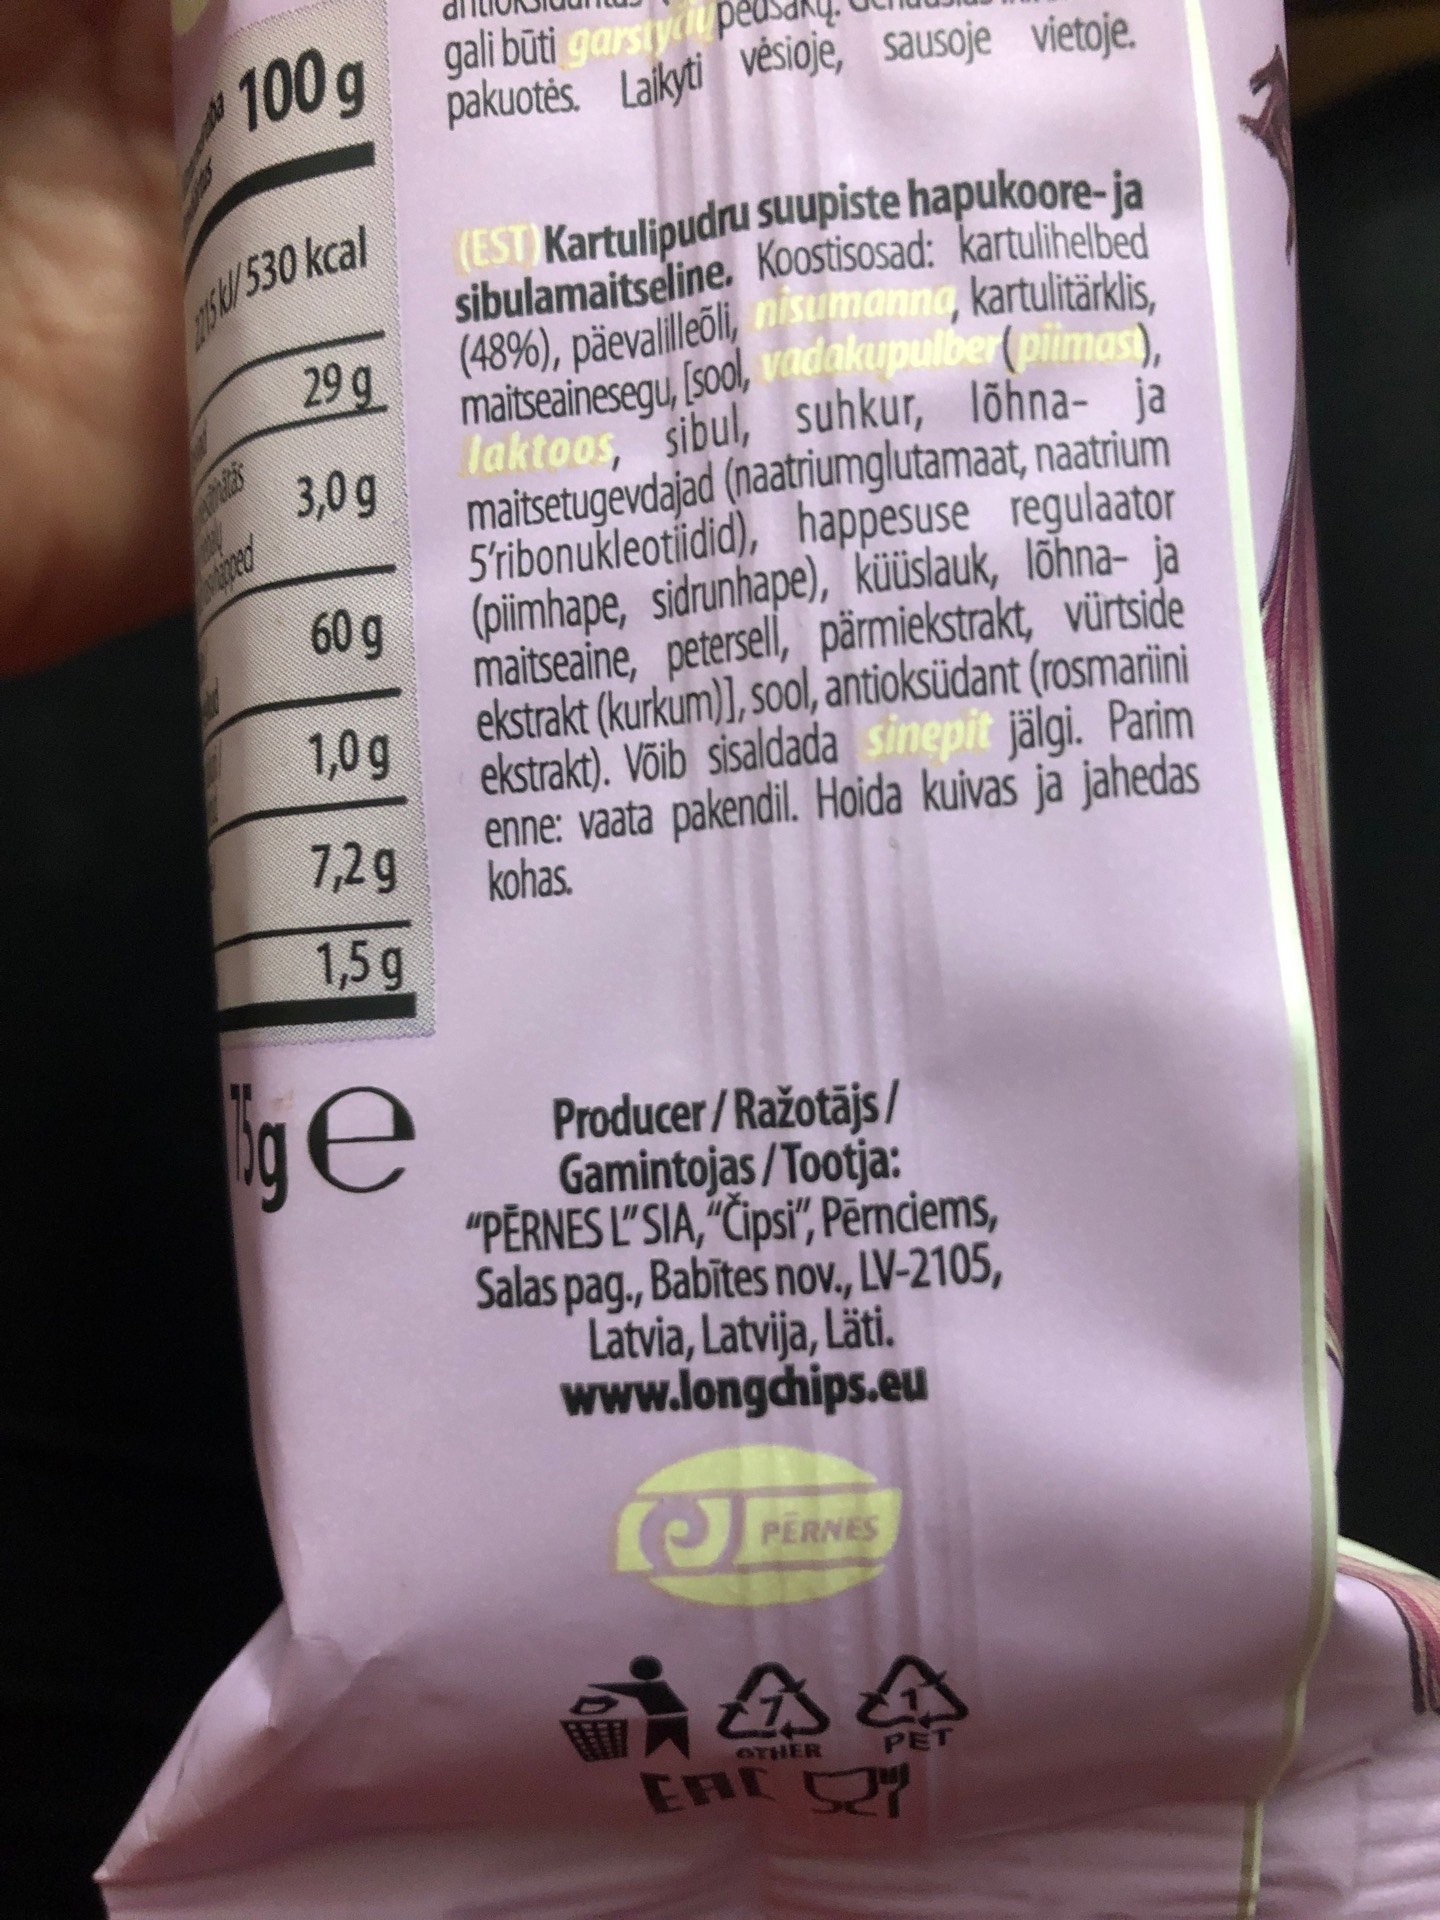 100 g
2215 kJ/ 530 kcal
29 g
3,0 g
60 g
1,0 g
7,2 g
1,5 g
75g e
gali būti garstyčių pėdsakų.
pakuotės. Laikyti vėsioje, sausoje vietoje.
(EST) Kartulipudru suupiste hapukoore- ja
sibulamaitseline. Koostisosad: kartulihelbed
(48%), päevalilleõli, nisumanna, kartulitärklis,
maitseainesegu, [sool, vadakupulber (piimast),
laktoos, sibul, suhkur, lõhna- ja
maitsetugevdajad (naatriumglutamaat, naatrium
5'ribonukleotiidid), happesuse regulaator
(piimhape, sidrunhape), küüslauk, lõhna- ja
maitseaine, petersell, pärmiekstrakt, vürtside
ekstrakt (kurkum)], sool, antioksüdant (rosmariini
ekstrakt). Võib sisaldada sinepit jälgi. Parim
enne: vaata pakendil. Hoida kuivas ja jahedas
kohas.
Producer / Ražotājs /
Gamintojas / Tootja:
“PĒRNES L” SIA, “Čipsi”, Pērnciems,
Salas pag., Babītes nov., LV-2105,
Latvia, Latvija, Läti.
www.longchips.eu
PĒRNES
7 1
OTHER PET
EAC